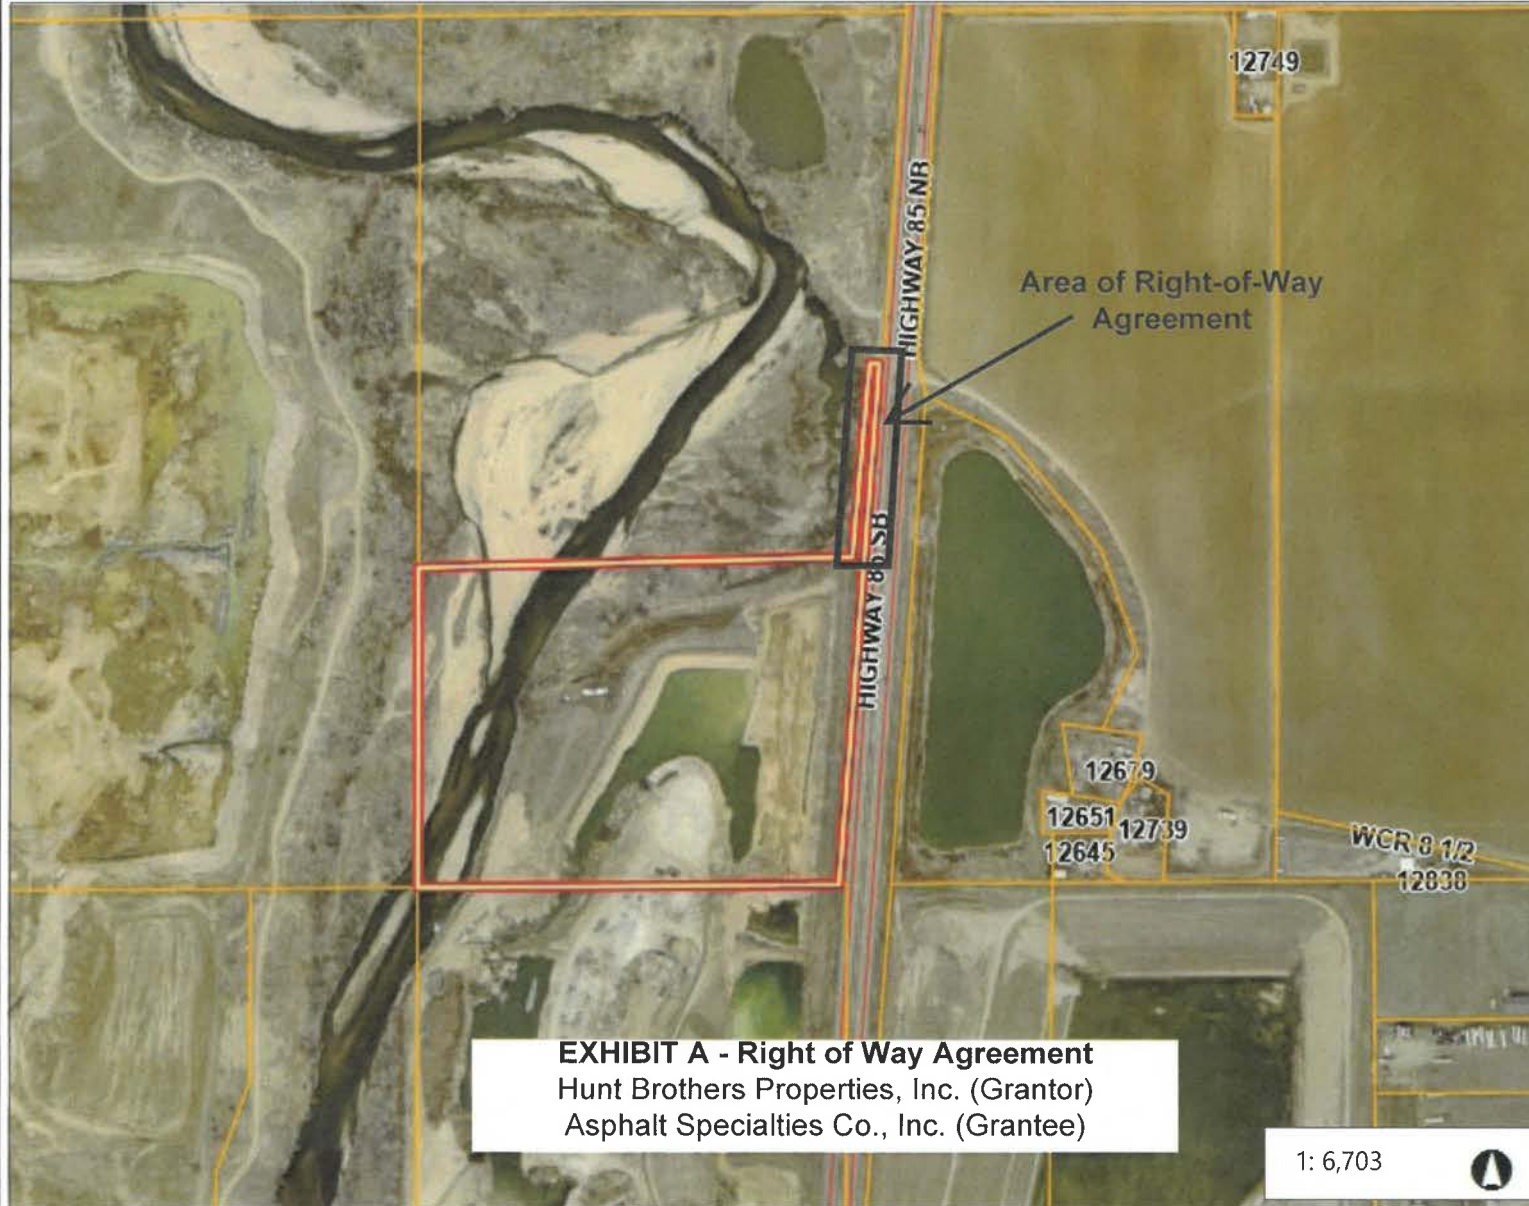 12749
HIGHWAY 85 NB
Area of Right-of-Way
Agreement
HIGHWAY 85 SB
12679
12651
12739
12645
WCR 8 1/2
12838
EXHIBIT A - Right of Way Agreement
Hunt Brothers Properties, Inc. (Grantor)
Asphalt Specialties Co., Inc. (Grantee)
1: 6,703